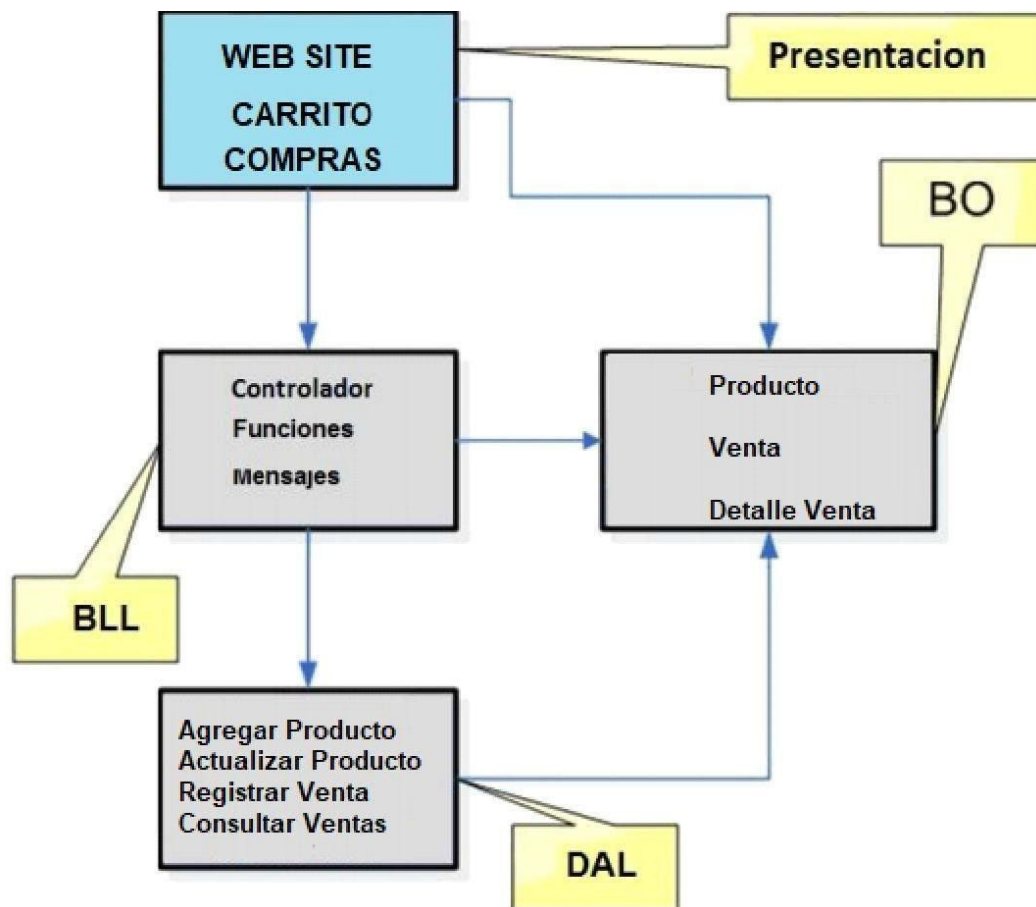 WEB SITE
CARRITO
COMPRAS
Presentacion
BO
Controlador
Funciones
Mensajes
Producto
Venta
Detalle Venta
BLL
Agregar Producto
Actualizar Producto
Registrar Venta
Consultar Ventas
DAL